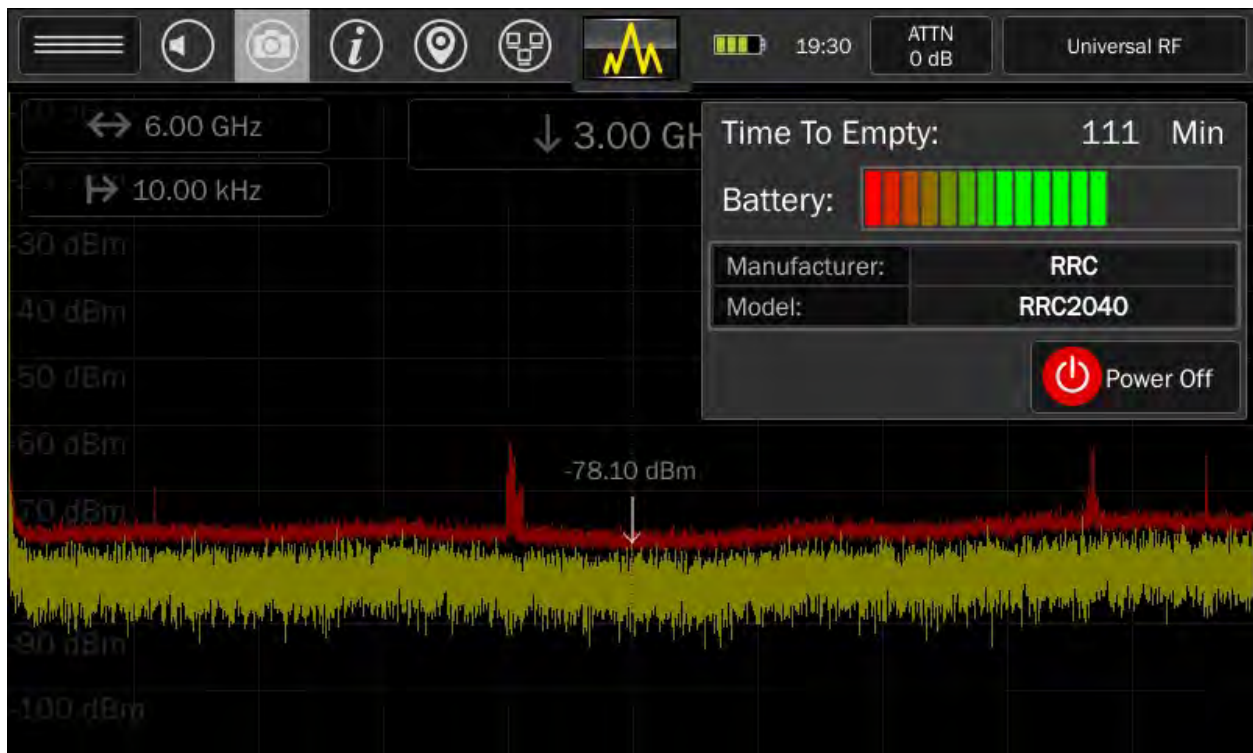 19:30
ATTN
0 dB
Universal RF
6.00 GHz
3.00 GH
10.00 kHz
Time To Empty: 111 Min
Battery:
Manufacturer: RRC
Model: RRC2040
Power Off
-30 dBm
-40 dBm
50 dBm
60 dBm
-78.10 dBm
70 dBm
-90 dBm
-100 dBm